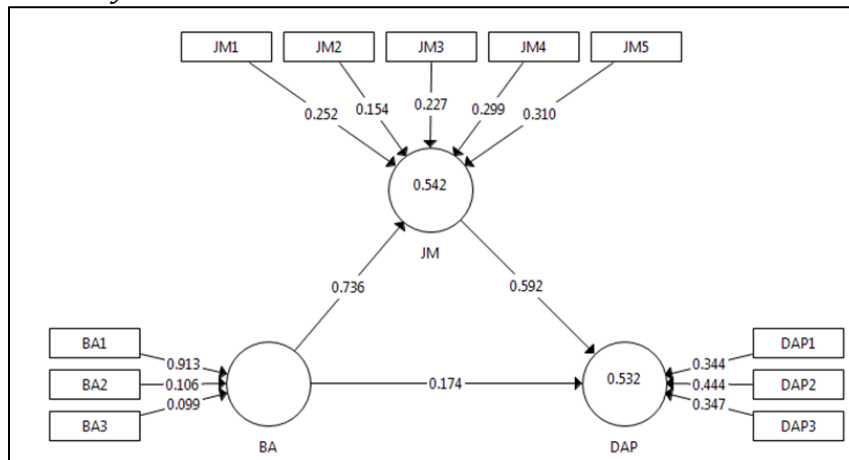 JM1 JM2 JM3 JM4 JM5
0.252 0.154 0.227 0.299 0.310
0.542
JM
0.736 0.592
BA1 DAP1
0.913 0.344
BA2 0.106 0.174 0.532 0.444 DAP2
0.099 0.347
BA3 DAP3
BA DAP